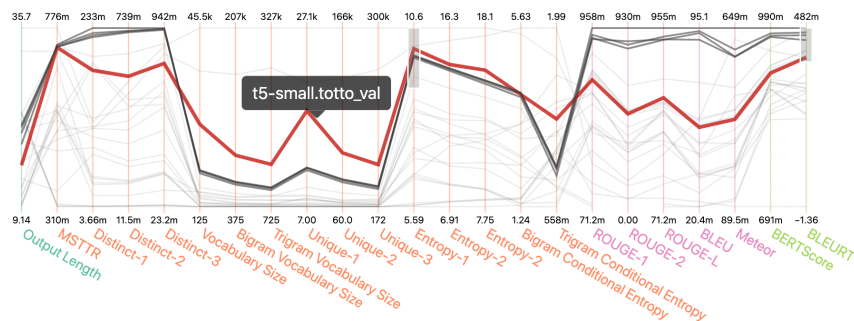 35.7 776m 233m 739m 942m 45.5k 207k 327k 27.1k 166k 300k 10.6 16.3 18.1 5.63 1.99 958m 930m 955m 95.1 649m 990m 482m
t5-small.totto_val
9.14 310m 3.66m 11.5m 23.2m 125 375 725 7.00 60.0 172 5.59 6.91 7.75 1.24 558m 71.2m 0.00 71.2m 20.4m 89.5m 691m −1.36
Output Length
MSTTR
Distinct-1
Distinct-2
Distinct-3
Vocabulary Size
Bigram Vocabulary Size
Trigram Vocabulary Size
Unique-1
Unique-2
Unique-3
Entropy-1
Entropy-2
Entropy-2
Bigram Conditional Entropy
Trigram Conditional Entropy
ROUGE-1
ROUGE-2
ROUGE-L
BLEU
Meteor
BERTScore
BLEURT